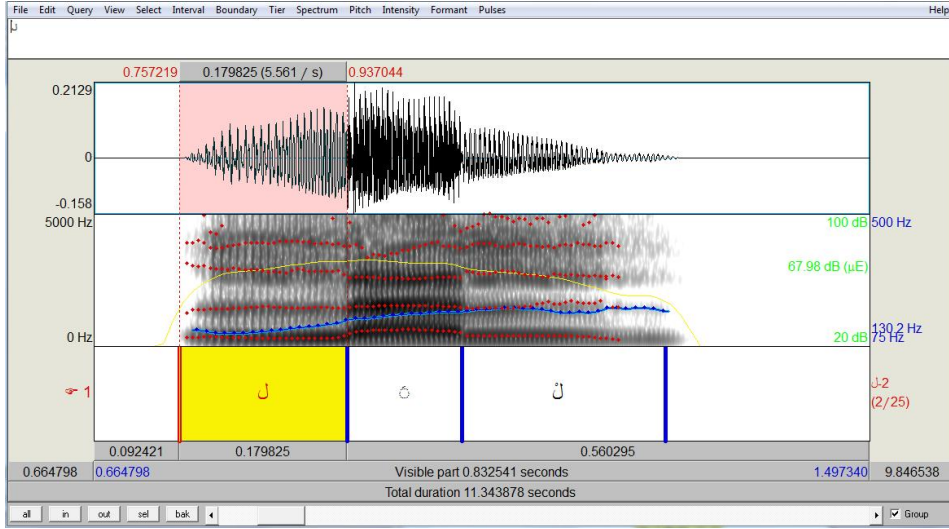 File Edit Query View Select Interval Boundary Tier Spectrum Pitch Intensity Formant Pulses Help
ل
0.757219 0.179825 (5.561 / s) 0.937044
0.2129
0
-0.158
5000 Hz 100 dB 500 Hz
67.98 dB (µE)
130.2 Hz
0 Hz 20 dB 75 Hz
☞ 1 ل لْ
ل-2
(2/25)
0.092421 0.179825 0.560295
0.664798 0.664798 Visible part 0.832541 seconds 1.497340 9.846538
Total duration 11.343878 seconds
all in out sel bak Group